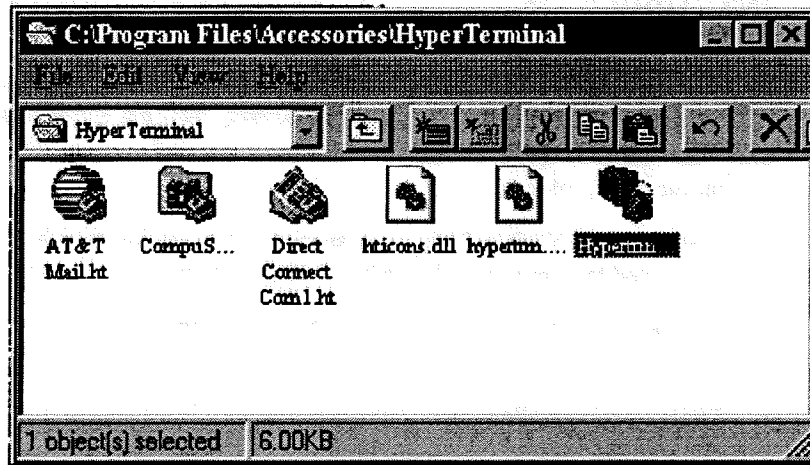 C:\Program Files\Accessories\HyperTerminal
File Edit View Help
HyperTerminal
AT&T Mail.ht
CompuS...
Direct Connect Com1.ht
hticons.dll
hypertrm....
Hypertrm...
1 object(s) selected
6.00KB